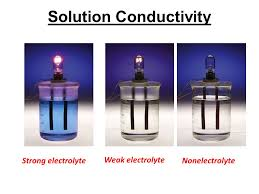 Solution Conductivity
Strong electrolyte
Weak electrolyte
Nonelectrolyte